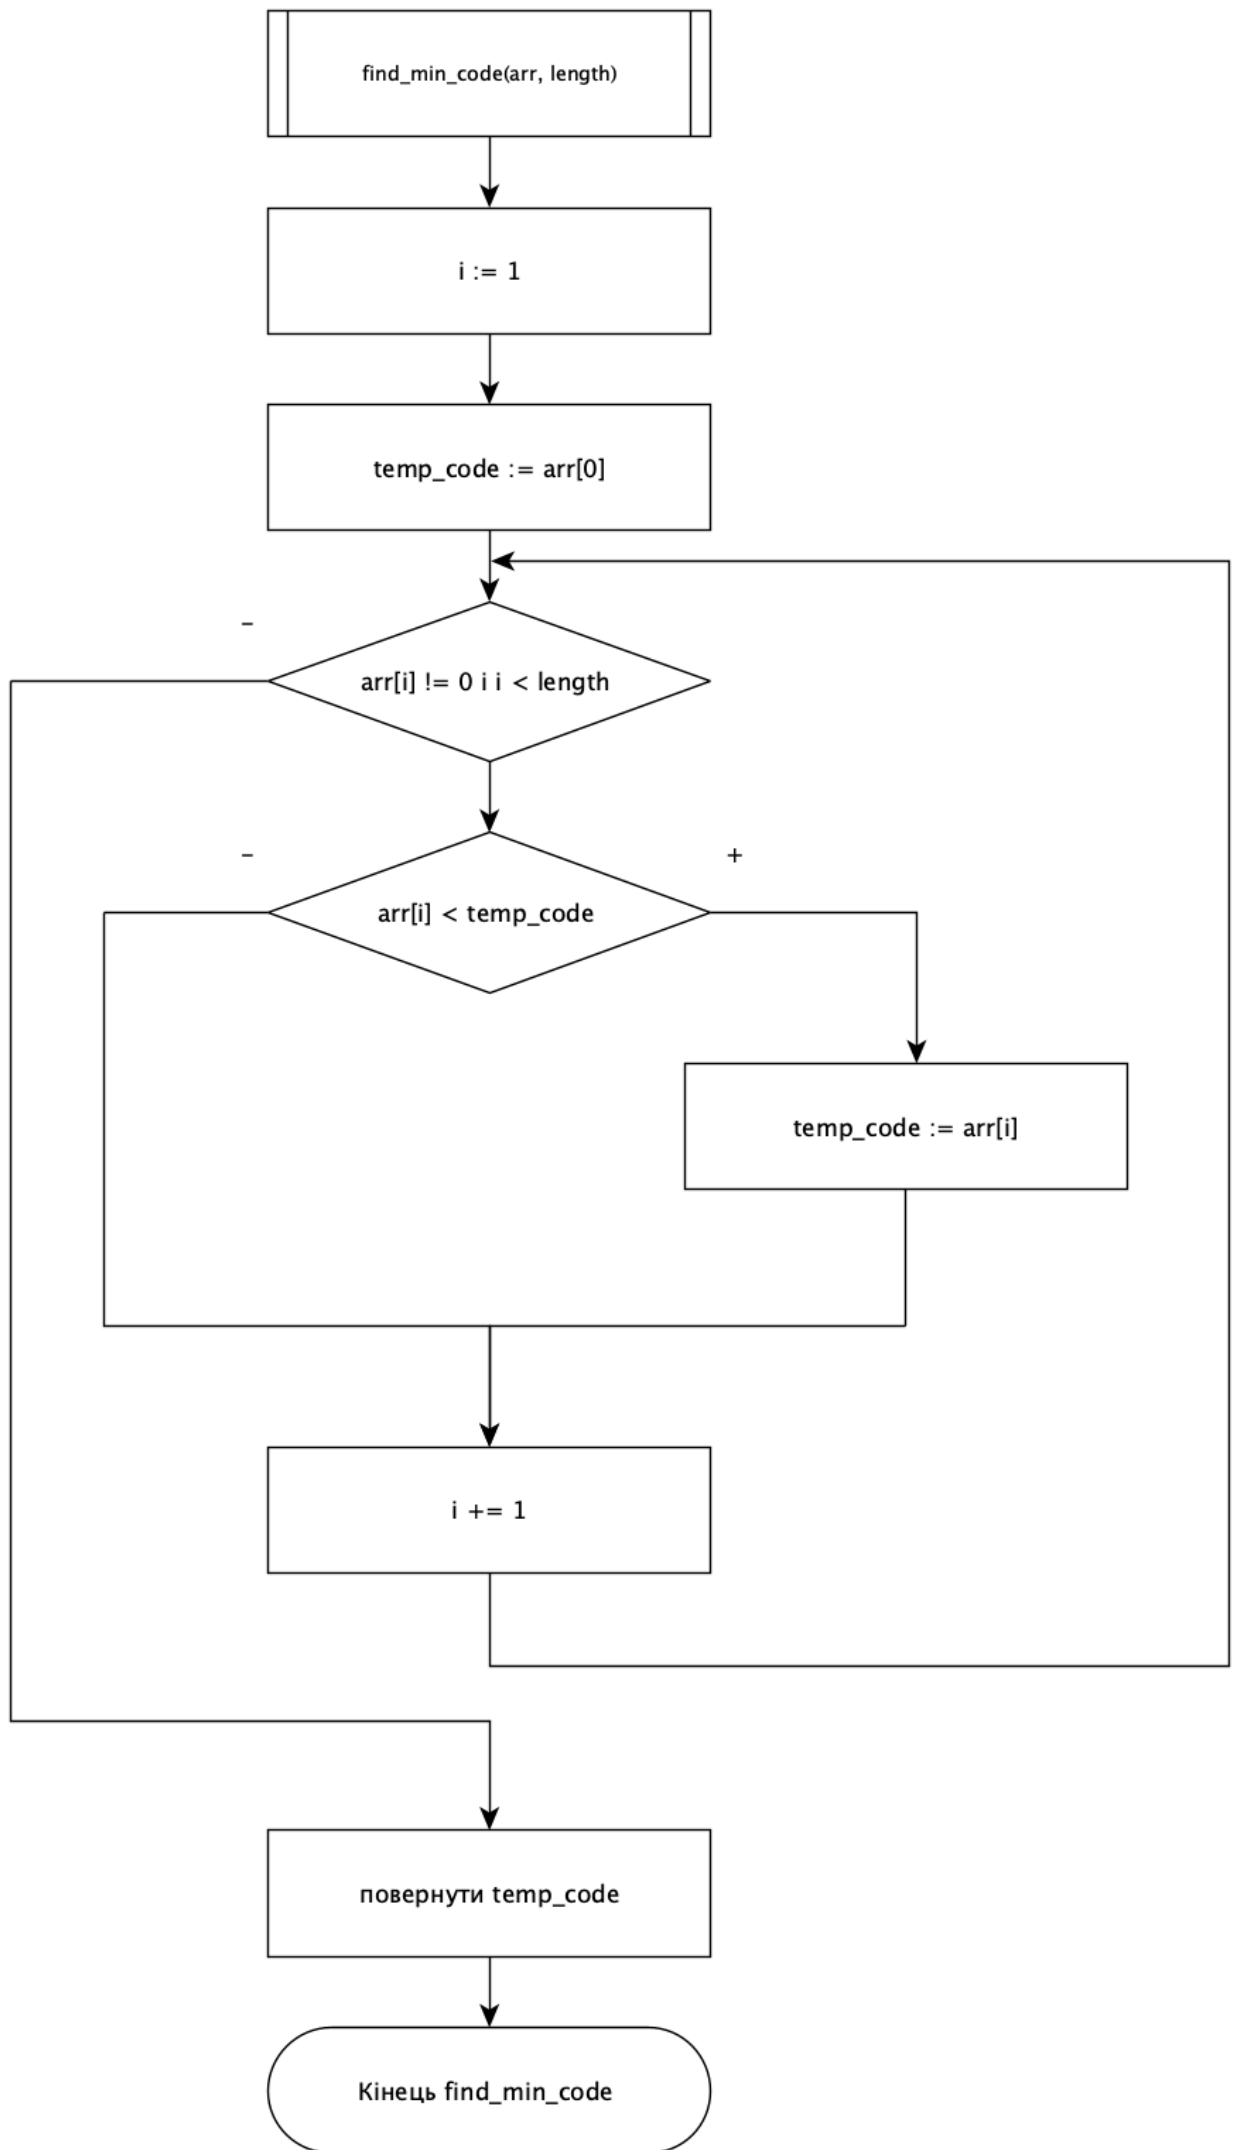 find_min_code(arr, length)
i := 1
temp_code := arr[0]
–
arr[i] != 0 і i < length
–
+
arr[i] < temp_code
temp_code := arr[i]
i += 1
повернути temp_code
Кінець find_min_code